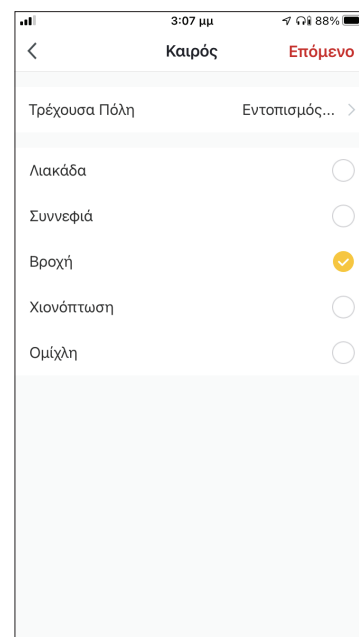 3:07 μμ 88%
Καιρός Επόμενο
Τρέχουσα Πόλη Εντοπισμός...
Λιακάδα
Συννεφιά
Βροχή
Χιονόπτωση
Ομίχλη